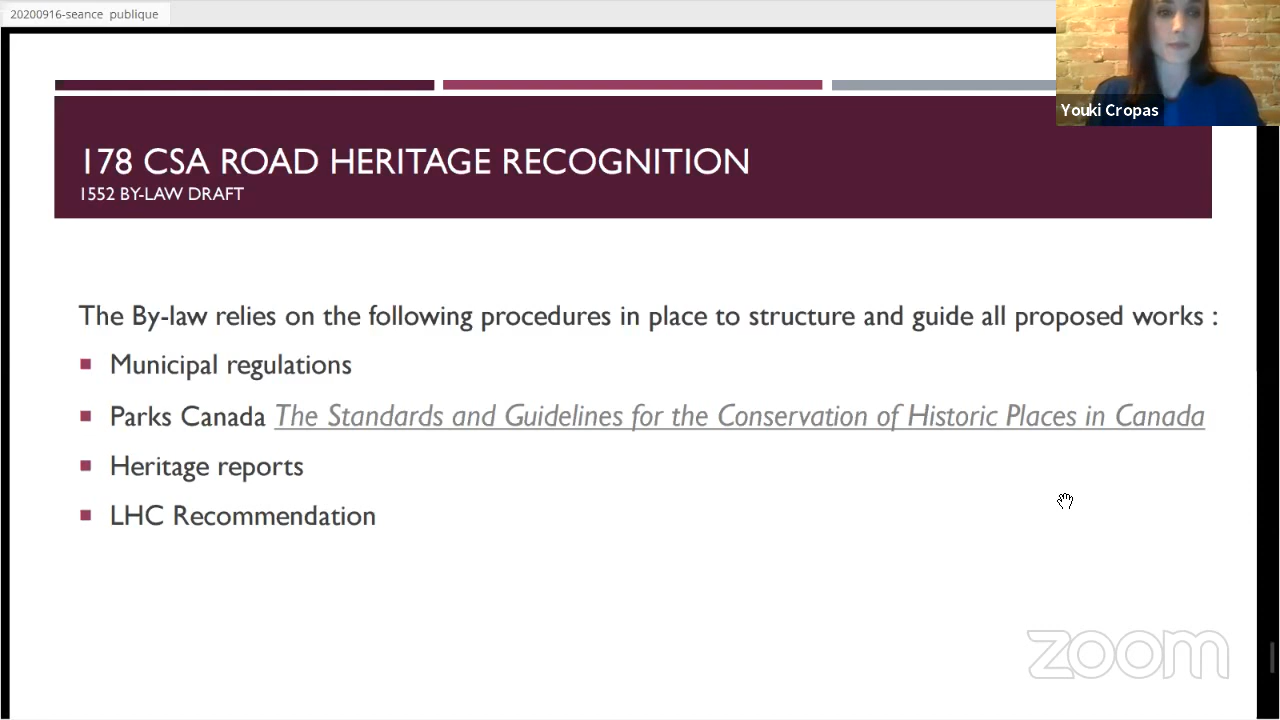 20200916-seance publique
Youki Cropas
178 CSA ROAD HERITAGE RECOGNITION
1552 BY-LAW DRAFT
The By-law relies on the following procedures in place to structure and guide all proposed works :
Municipal regulations
Parks Canada The Standards and Guidelines for the Conservation of Historic Places in Canada
Heritage reports
LHC Recommendation
zoom